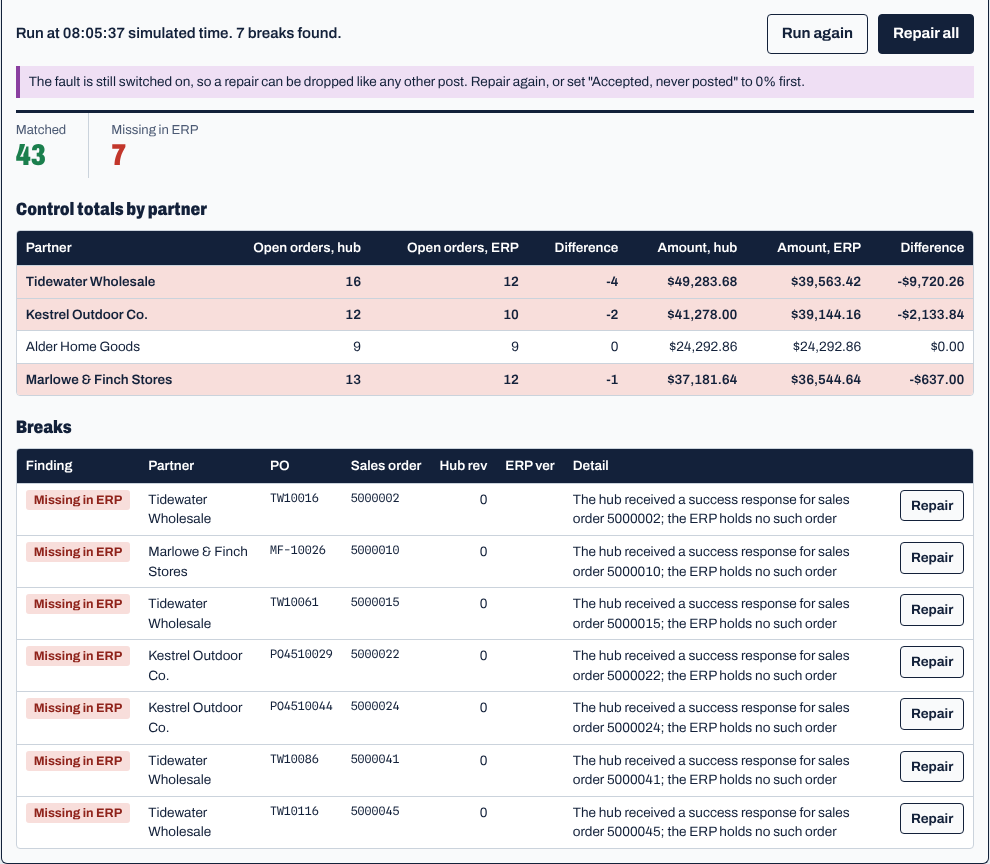 Run at 08:05:37 simulated time. 7 breaks found.
Run again
Repair all
The fault is still switched on, so a repair can be dropped like any other post. Repair again, or set "Accepted, never posted" to 0% first.
Matched
43
Missing in ERP
7
Control totals by partner
Partner Open orders, hub Open orders, ERP Difference Amount, hub Amount, ERP Difference
Tidewater Wholesale 16 12 -4 $49,283.68 $39,563.42 -$9,720.26
Kestrel Outdoor Co. 12 10 -2 $41,278.00 $39,144.16 -$2,133.84
Alder Home Goods 9 9 0 $24,292.86 $24,292.86 $0.00
Marlowe & Finch Stores 13 12 -1 $37,181.64 $36,544.64 -$637.00
Breaks
Finding Partner PO Sales order Hub rev ERP ver Detail
Missing in ERP Tidewater TW10016 5000002 0 The hub received a success response for sales Repair
Wholesale order 5000002; the ERP holds no such order
Missing in ERP Marlowe & Finch MF-10026 5000010 0 The hub received a success response for sales Repair
Stores order 5000010; the ERP holds no such order
Missing in ERP Tidewater TW10061 5000015 0 The hub received a success response for sales Repair
Wholesale order 5000015; the ERP holds no such order
Missing in ERP Kestrel Outdoor PO4510029 5000022 0 The hub received a success response for sales Repair
Co. order 5000022; the ERP holds no such order
Missing in ERP Kestrel Outdoor PO4510044 5000024 0 The hub received a success response for sales Repair
Co. order 5000024; the ERP holds no such order
Missing in ERP Tidewater TW10086 5000041 0 The hub received a success response for sales Repair
Wholesale order 5000041; the ERP holds no such order
Missing in ERP Tidewater TW10116 5000045 0 The hub received a success response for sales Repair
Wholesale order 5000045; the ERP holds no such order